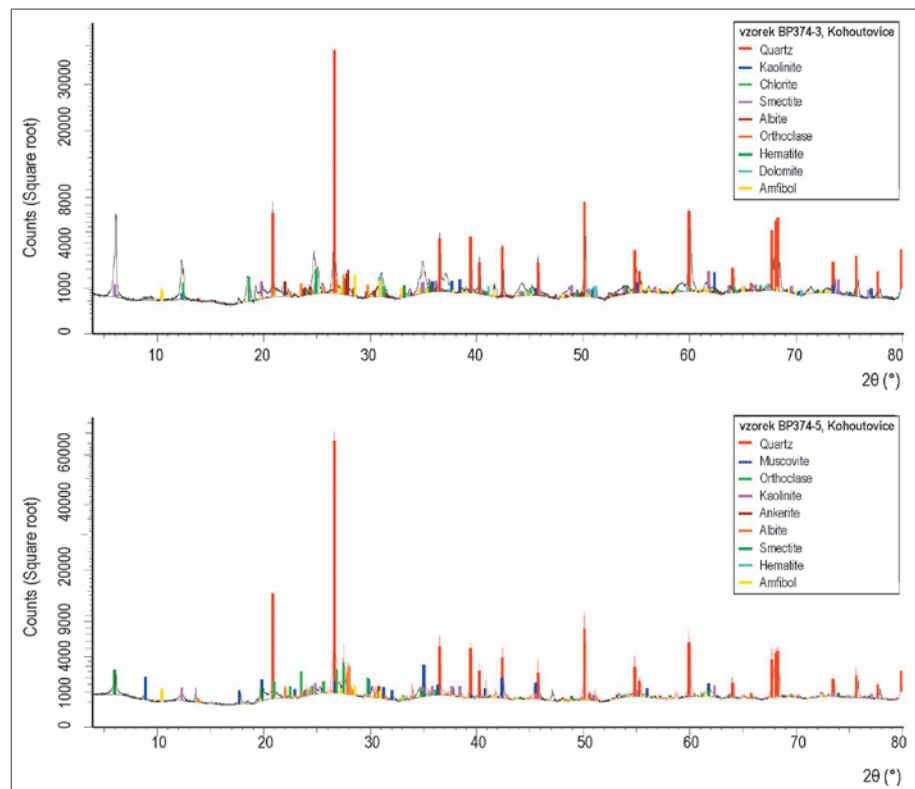 vzorek BP374-3, Kohoutovice
Quartz
Kaolinite
Chlorite
Smectite
Albite
Orthoclase
Hematite
Dolomite
Amfibol
Counts (Square root)
30000
20000
8000
4000
1000
0
10 20 30 40 50 60 70 80
2θ (°)
vzorek BP374-5, Kohoutovice
Quartz
Muscovite
Orthoclase
Kaolinite
Ankerite
Albite
Smectite
Hematite
Amfibol
Counts (Square root)
60000
40000
20000
9000
4000
1000
0
10 20 30 40 50 60 70 80
2θ (°)